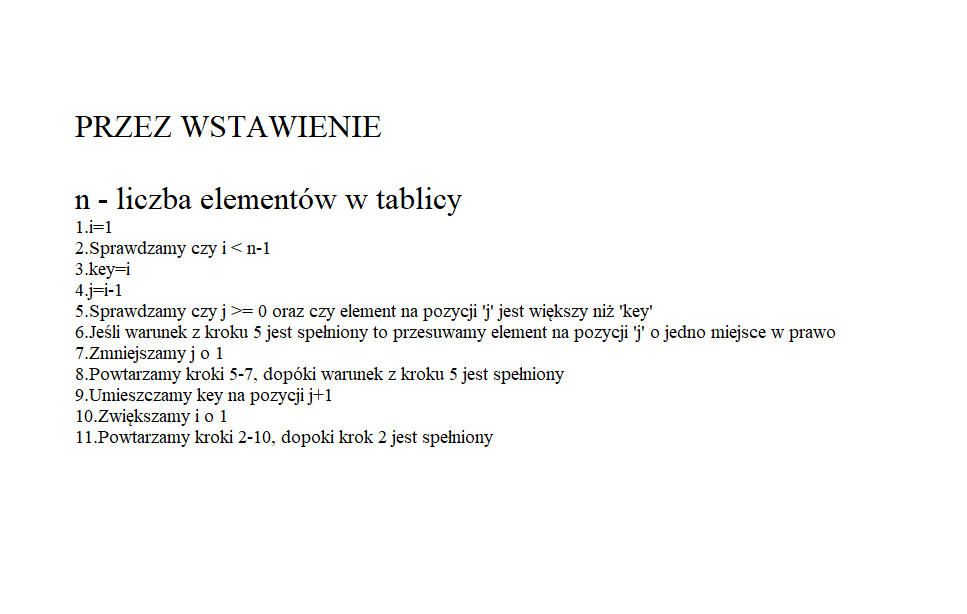 PRZEZ WSTAWIENIE
n - liczba elementów w tablicy
1.i=1
2.Sprawdzamy czy i < n-1
3.key=i
4.j=i-1
5.Sprawdzamy czy j >= 0 oraz czy element na pozycji 'j' jest większy niż 'key'
6.Jeśli warunek z kroku 5 jest spełniony to przesuwamy element na pozycji 'j' o jedno miejsce w prawo
7.Zmniejszamy j o 1
8.Powtarzamy kroki 5-7, dopóki warunek z kroku 5 jest spełniony
9.Umieszczamy key na pozycji j+1
10.Zwiększamy i o 1
11.Powtarzamy kroki 2-10, dopoki krok 2 jest spełniony